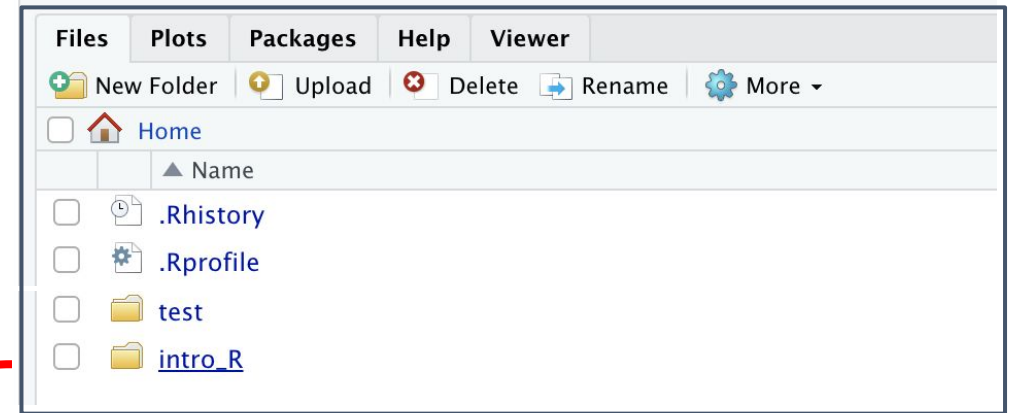 Files Plots Packages Help Viewer
New Folder Upload Delete Rename More
Home
Name
.Rhistory
.Rprofile
test
intro_R